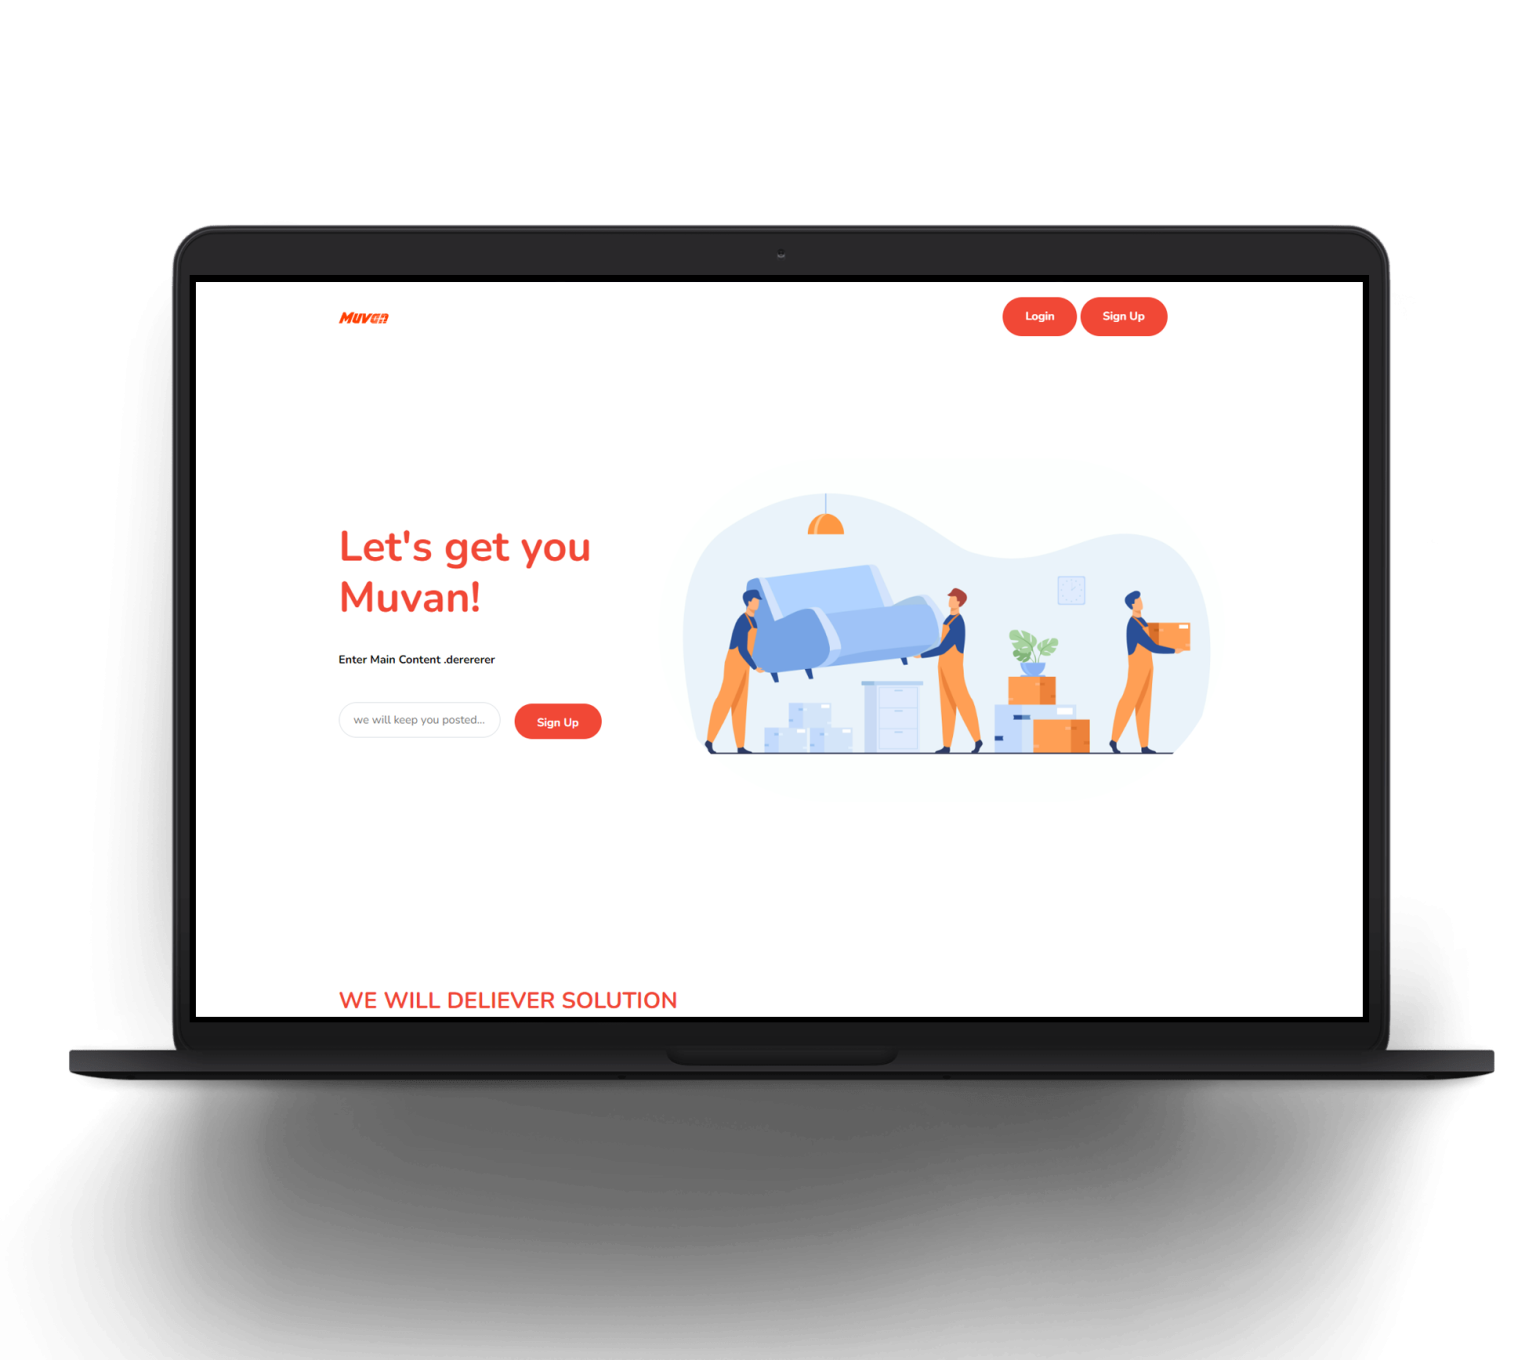 Muvan
Login
Sign Up
Let's get you
Muvan!
Enter Main Content .derererer
we will keep you posted...
Sign Up
WE WILL DELIEVER SOLUTION